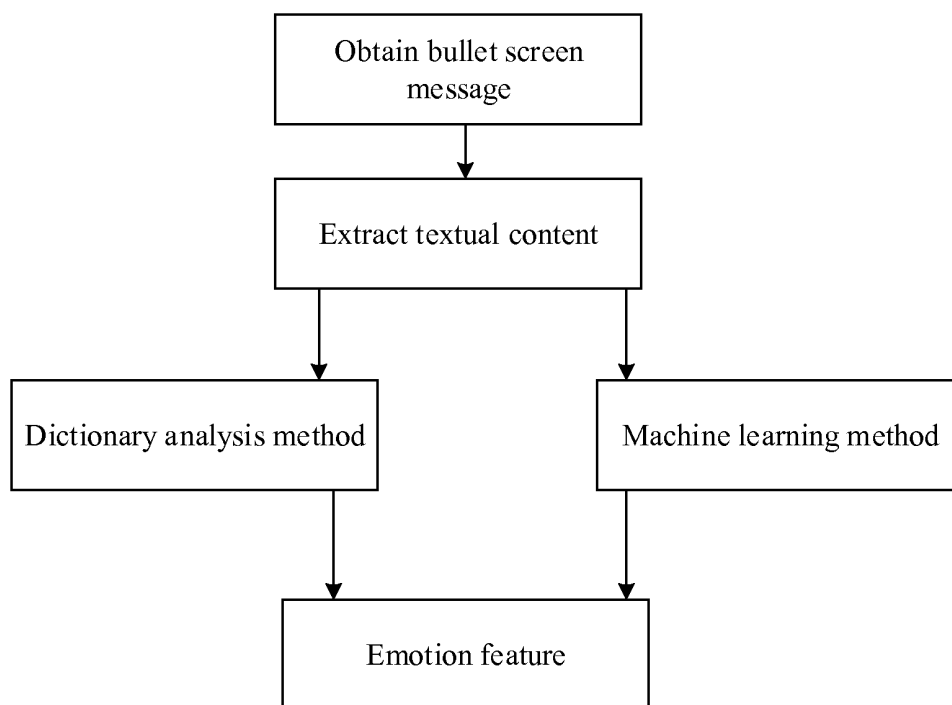 Obtain bullet screen
message
Extract textual content
Dictionary analysis method
Machine learning method
Emotion feature